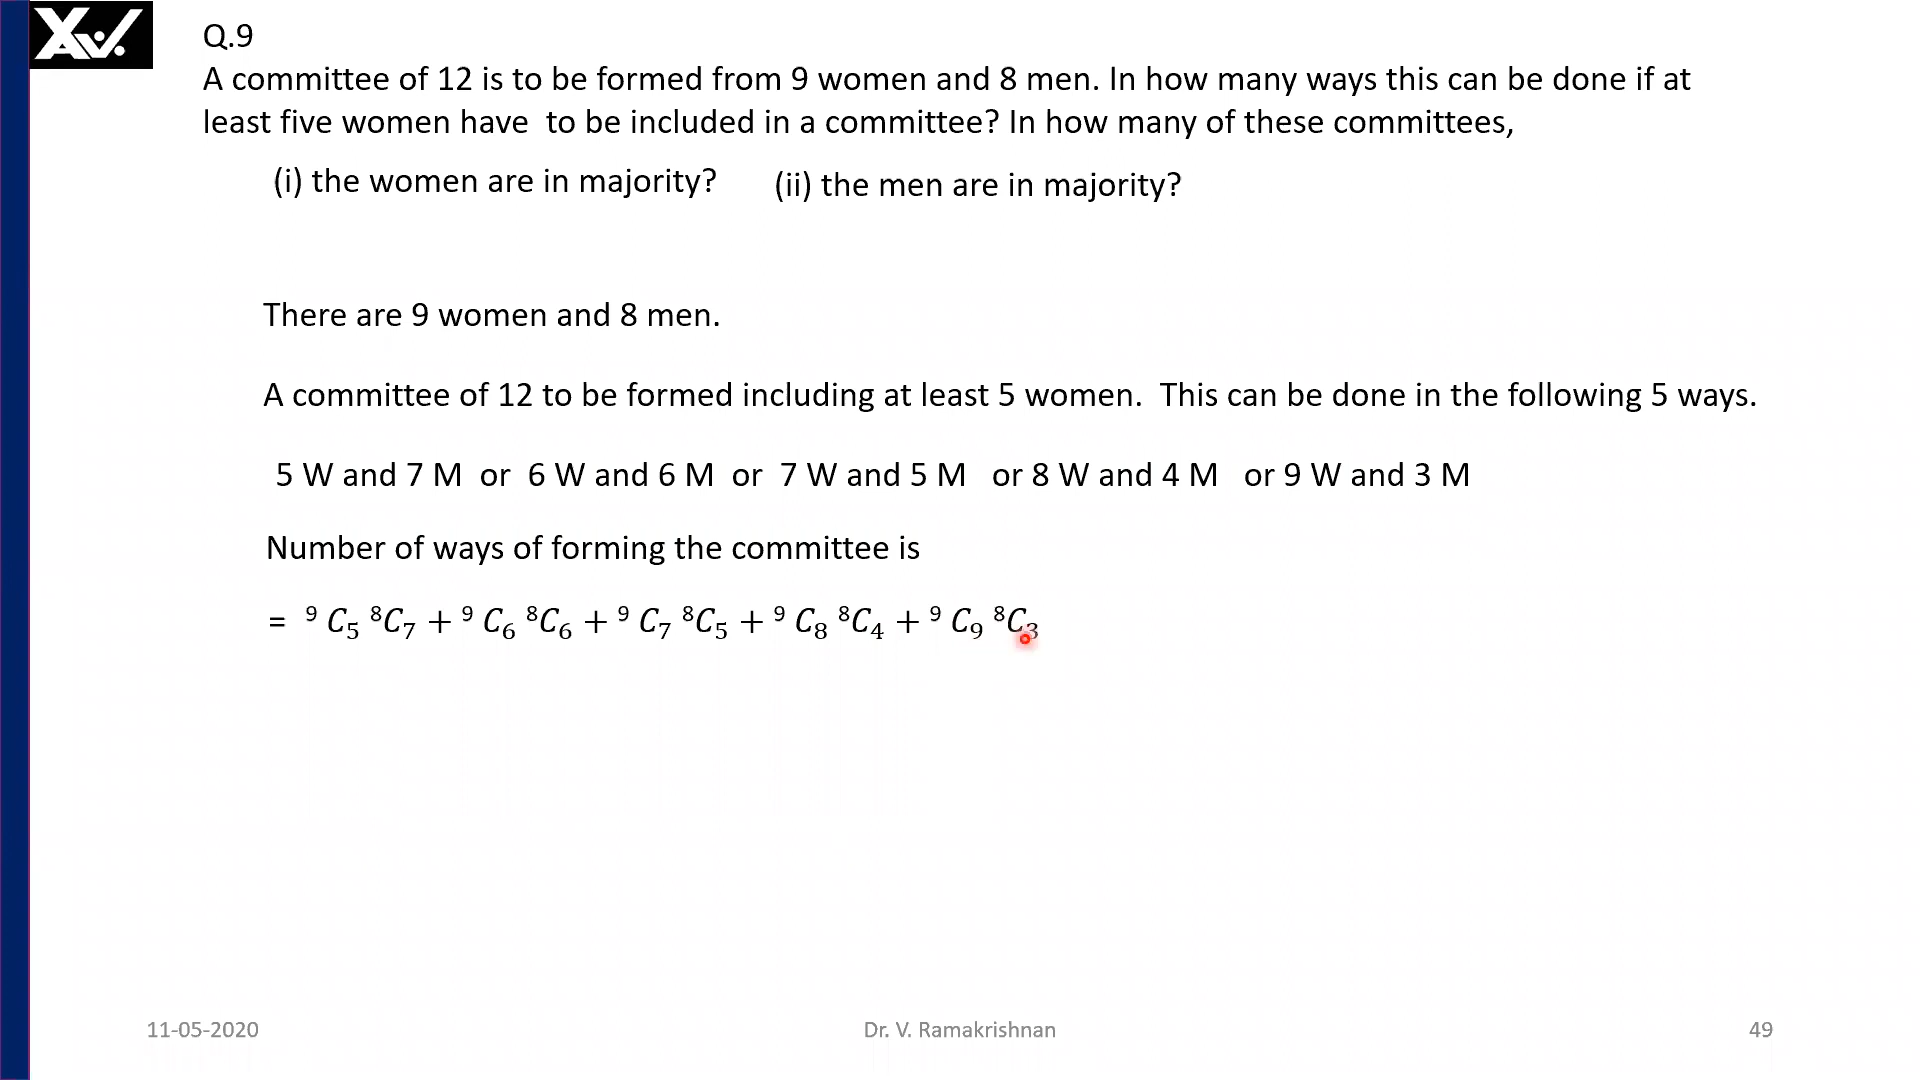 XAV.
Q.9
A committee of 12 is to be formed from 9 women and 8 men. In how many ways this can be done if at
least five women have to be included in a committee? In how many of these committees,
(i) the women are in majority? (ii) the men are in majority?
There are 9 women and 8 men.
A committee of 12 to be formed including at least 5 women. This can be done in the following 5 ways.
5 W and 7 M or 6 W and 6 M or 7 W and 5 M or 8 W and 4 M or 9 W and 3 M
Number of ways of forming the committee is
= ⁹C₅ ⁸C₇ + ⁹C₆ ⁸C₆ + ⁹C₇ ⁸C₅ + ⁹C₈ ⁸C₄ + ⁹C₉ ⁸C₃
11-05-2020 Dr. V. Ramakrishnan 49